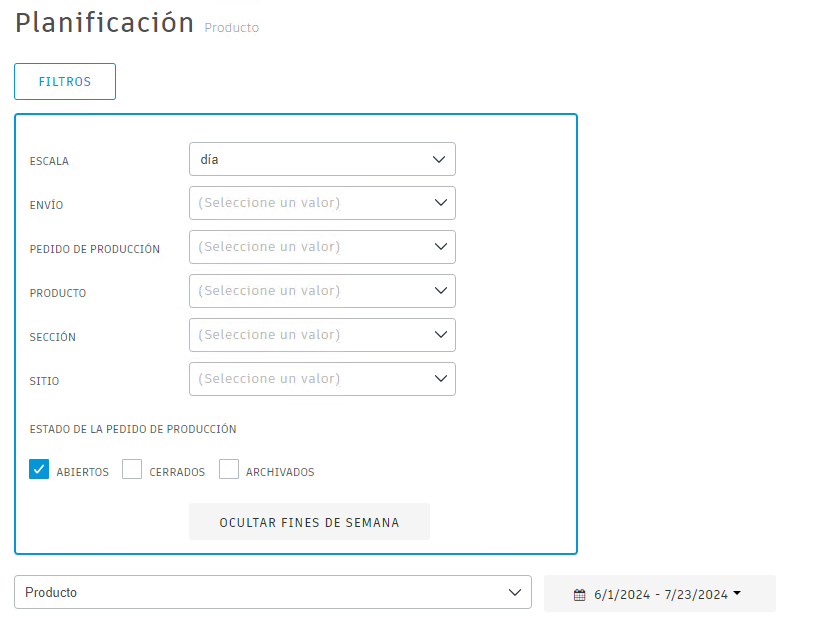 Planificación Producto
FILTROS
ESCALA día
ENVÍO (Seleccione un valor)
PEDIDO DE PRODUCCIÓN (Seleccione un valor)
PRODUCTO (Seleccione un valor)
SECCIÓN (Seleccione un valor)
SITIO (Seleccione un valor)
ESTADO DE LA PEDIDO DE PRODUCCIÓN
ABIERTOS CERRADOS ARCHIVADOS
OCULTAR FINES DE SEMANA
Producto 6/1/2024 - 7/23/2024